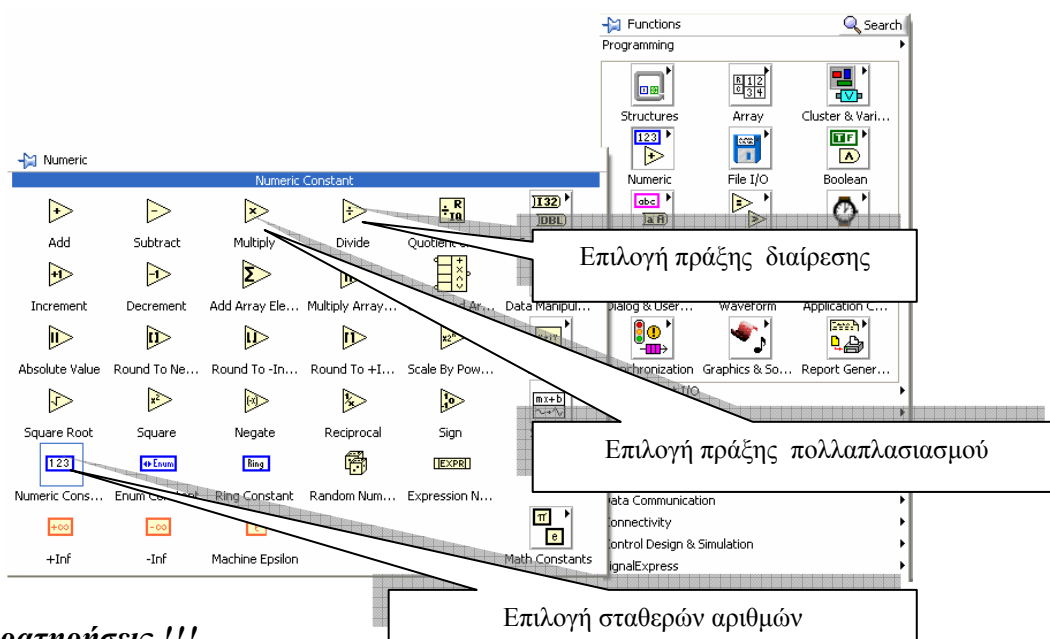 Functions
Search
Programming
Structures
Array
Cluster & Vari...
Numeric
File I/O
Boolean
Numeric
Numeric Constant
Add
Subtract
Multiply
Divide
Επιλογή πράξης διαίρεσης
Increment
Decrement
Add Array Ele...
Multiply Array...
Data Manipul...
Waveform
Application C...
Absolute Value
Round To Ne...
Round To -In...
Round To +I...
Scale By Pow...
Graphics & So...
Report Gener...
Square Root
Square
Negate
Reciprocal
Sign
Επιλογή πράξης πολλαπλασιασμού
Numeric Cons...
Ring Constant
Random Num...
Expression N...
Data Communication
Connectivity
Control Design & Simulation
SignalExpress
+Inf
-Inf
Machine Epsilon
Math Constants
Επιλογή σταθερών αριθμών
ρατηρήσεις !!!